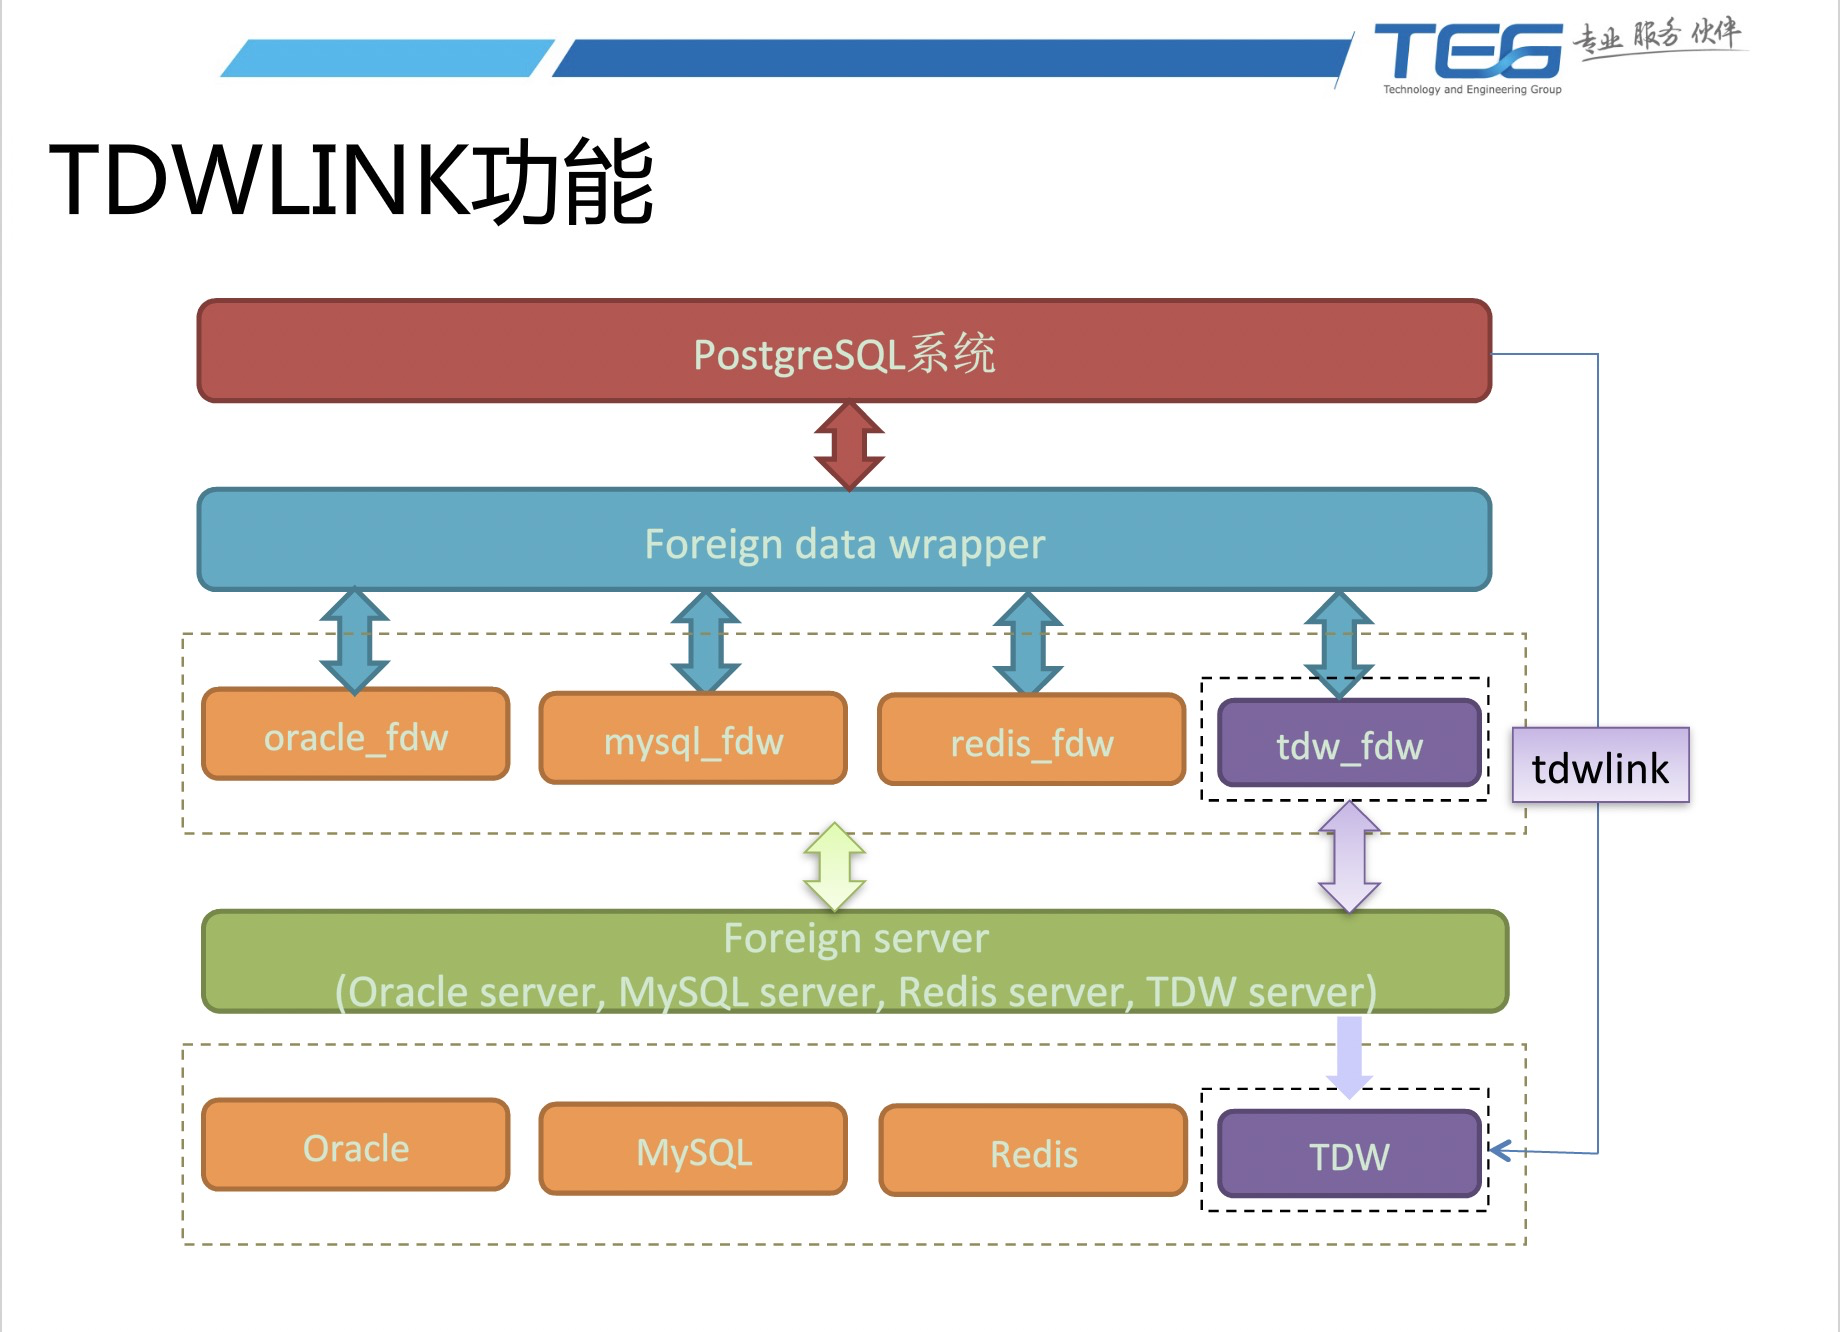 TEG 专业 服务 伙伴
Technology and Engineering Group
TDWLINK功能
PostgreSQL系统
Foreign data wrapper
oracle_fdw
mysql_fdw
redis_fdw
tdw_fdw
tdwlink
Foreign server
(Oracle server, MySQL server, Redis server, TDW server)
Oracle
MySQL
Redis
TDW